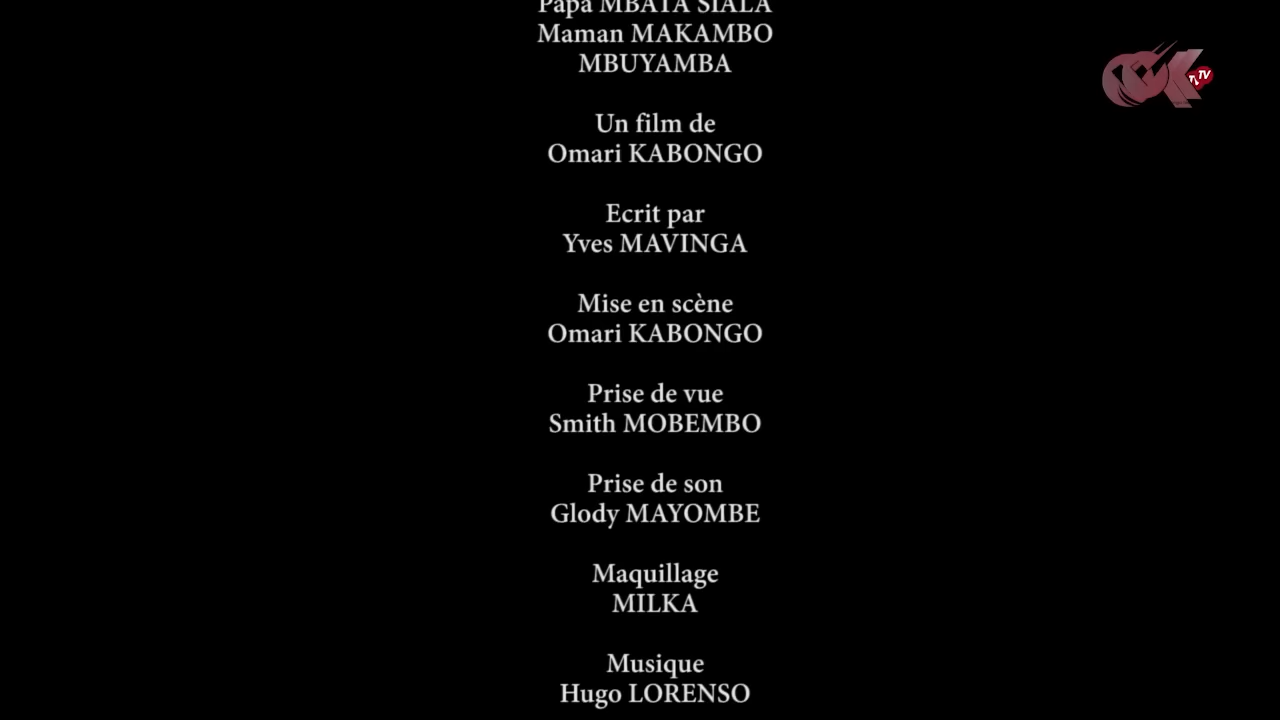 Papa MBATA SIALA
Maman MAKAMBO
MBUYAMBA
Un film de
Omari KABONGO
Ecrit par
Yves MAVINGA
Mise en scène
Omari KABONGO
Prise de vue
Smith MOBEMBO
Prise de son
Glody MAYOMBE
Maquillage
MILKA
Musique
Hugo LORENSO